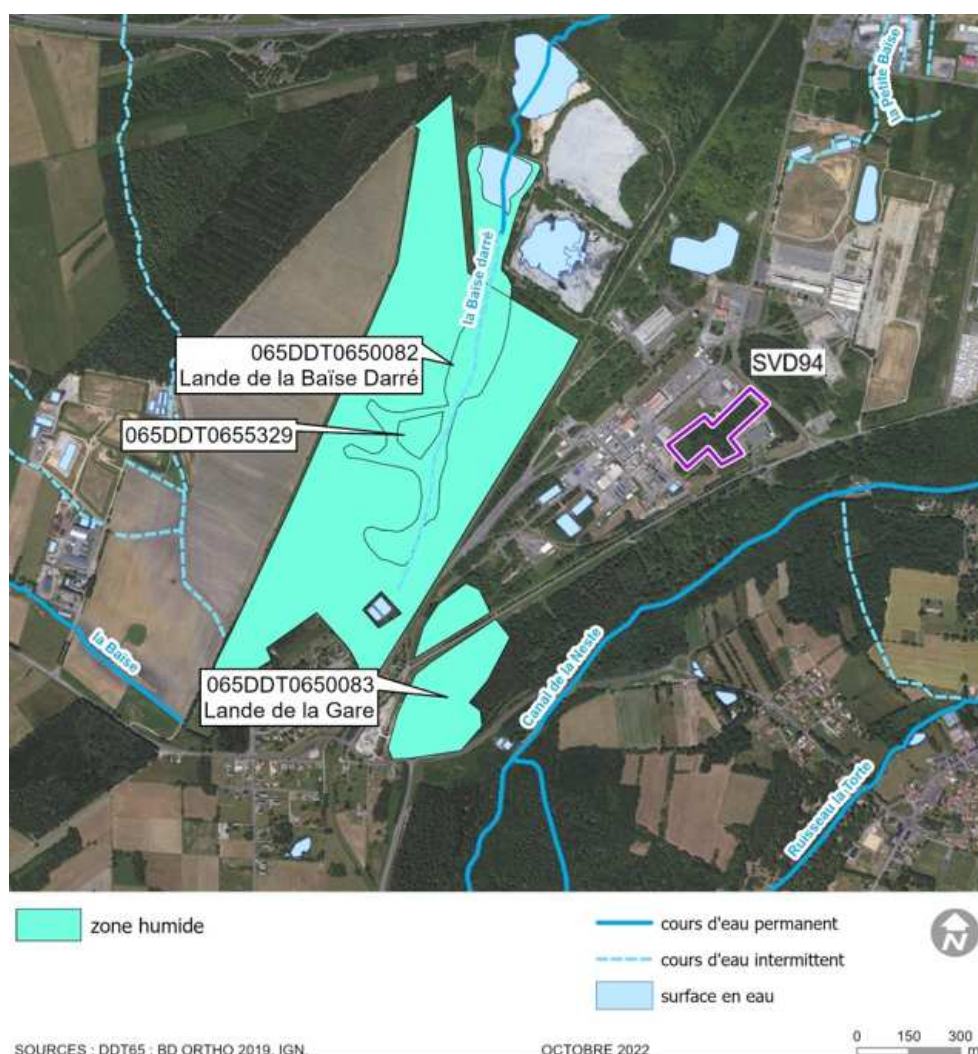 la Petite Baïse
la Baïse darré
065DDT0650082
Lande de la Baïse Darré
SVD94
065DDT0655329
la Baïse
065DDT0650083
Lande de la Gare
Canal de la Neste
Ruisseau la Torte
zone humide
cours d'eau permanent
cours d'eau intermittent
surface en eau
N
SOURCES : DDT65 ; BD ORTHO 2019, IGN
OCTOBRE 2022
0 150 300